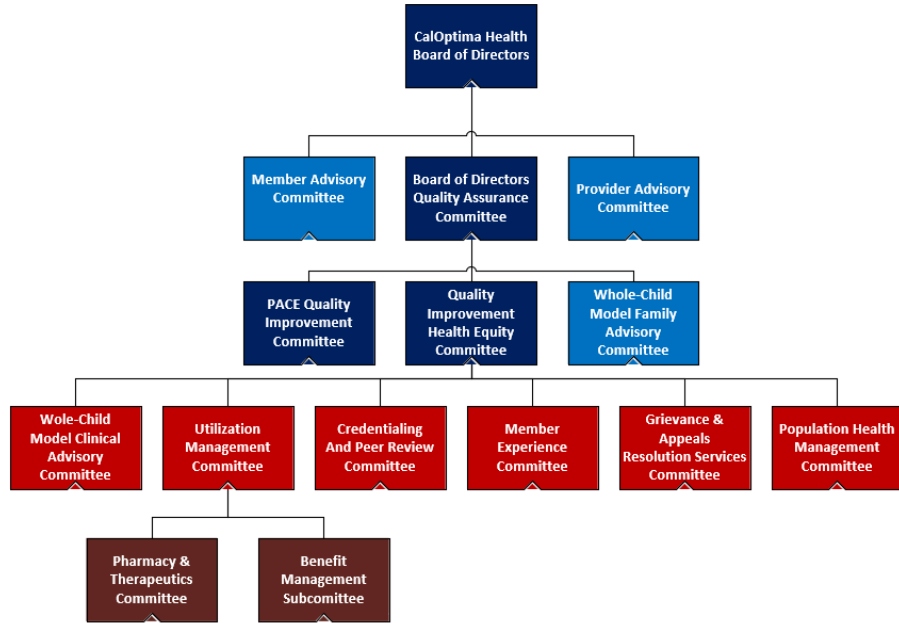 CalOptima Health
Board of Directors
Member Advisory
Committee
Board of Directors
Quality Assurance
Committee
Provider Advisory
Committee
PACE Quality
Improvement
Committee
Quality
Improvement
Health Equity
Committee
Whole-Child
Model Family
Advisory
Committee
Wole-Child
Model Clinical
Advisory
Committee
Utilization
Management
Committee
Credentialing
And Peer Review
Committee
Member
Experience
Committee
Grievance &
Appeals
Resolution Services
Committee
Population Health
Management
Committee
Pharmacy &
Therapeutics
Committee
Benefit
Management
Subcomittee